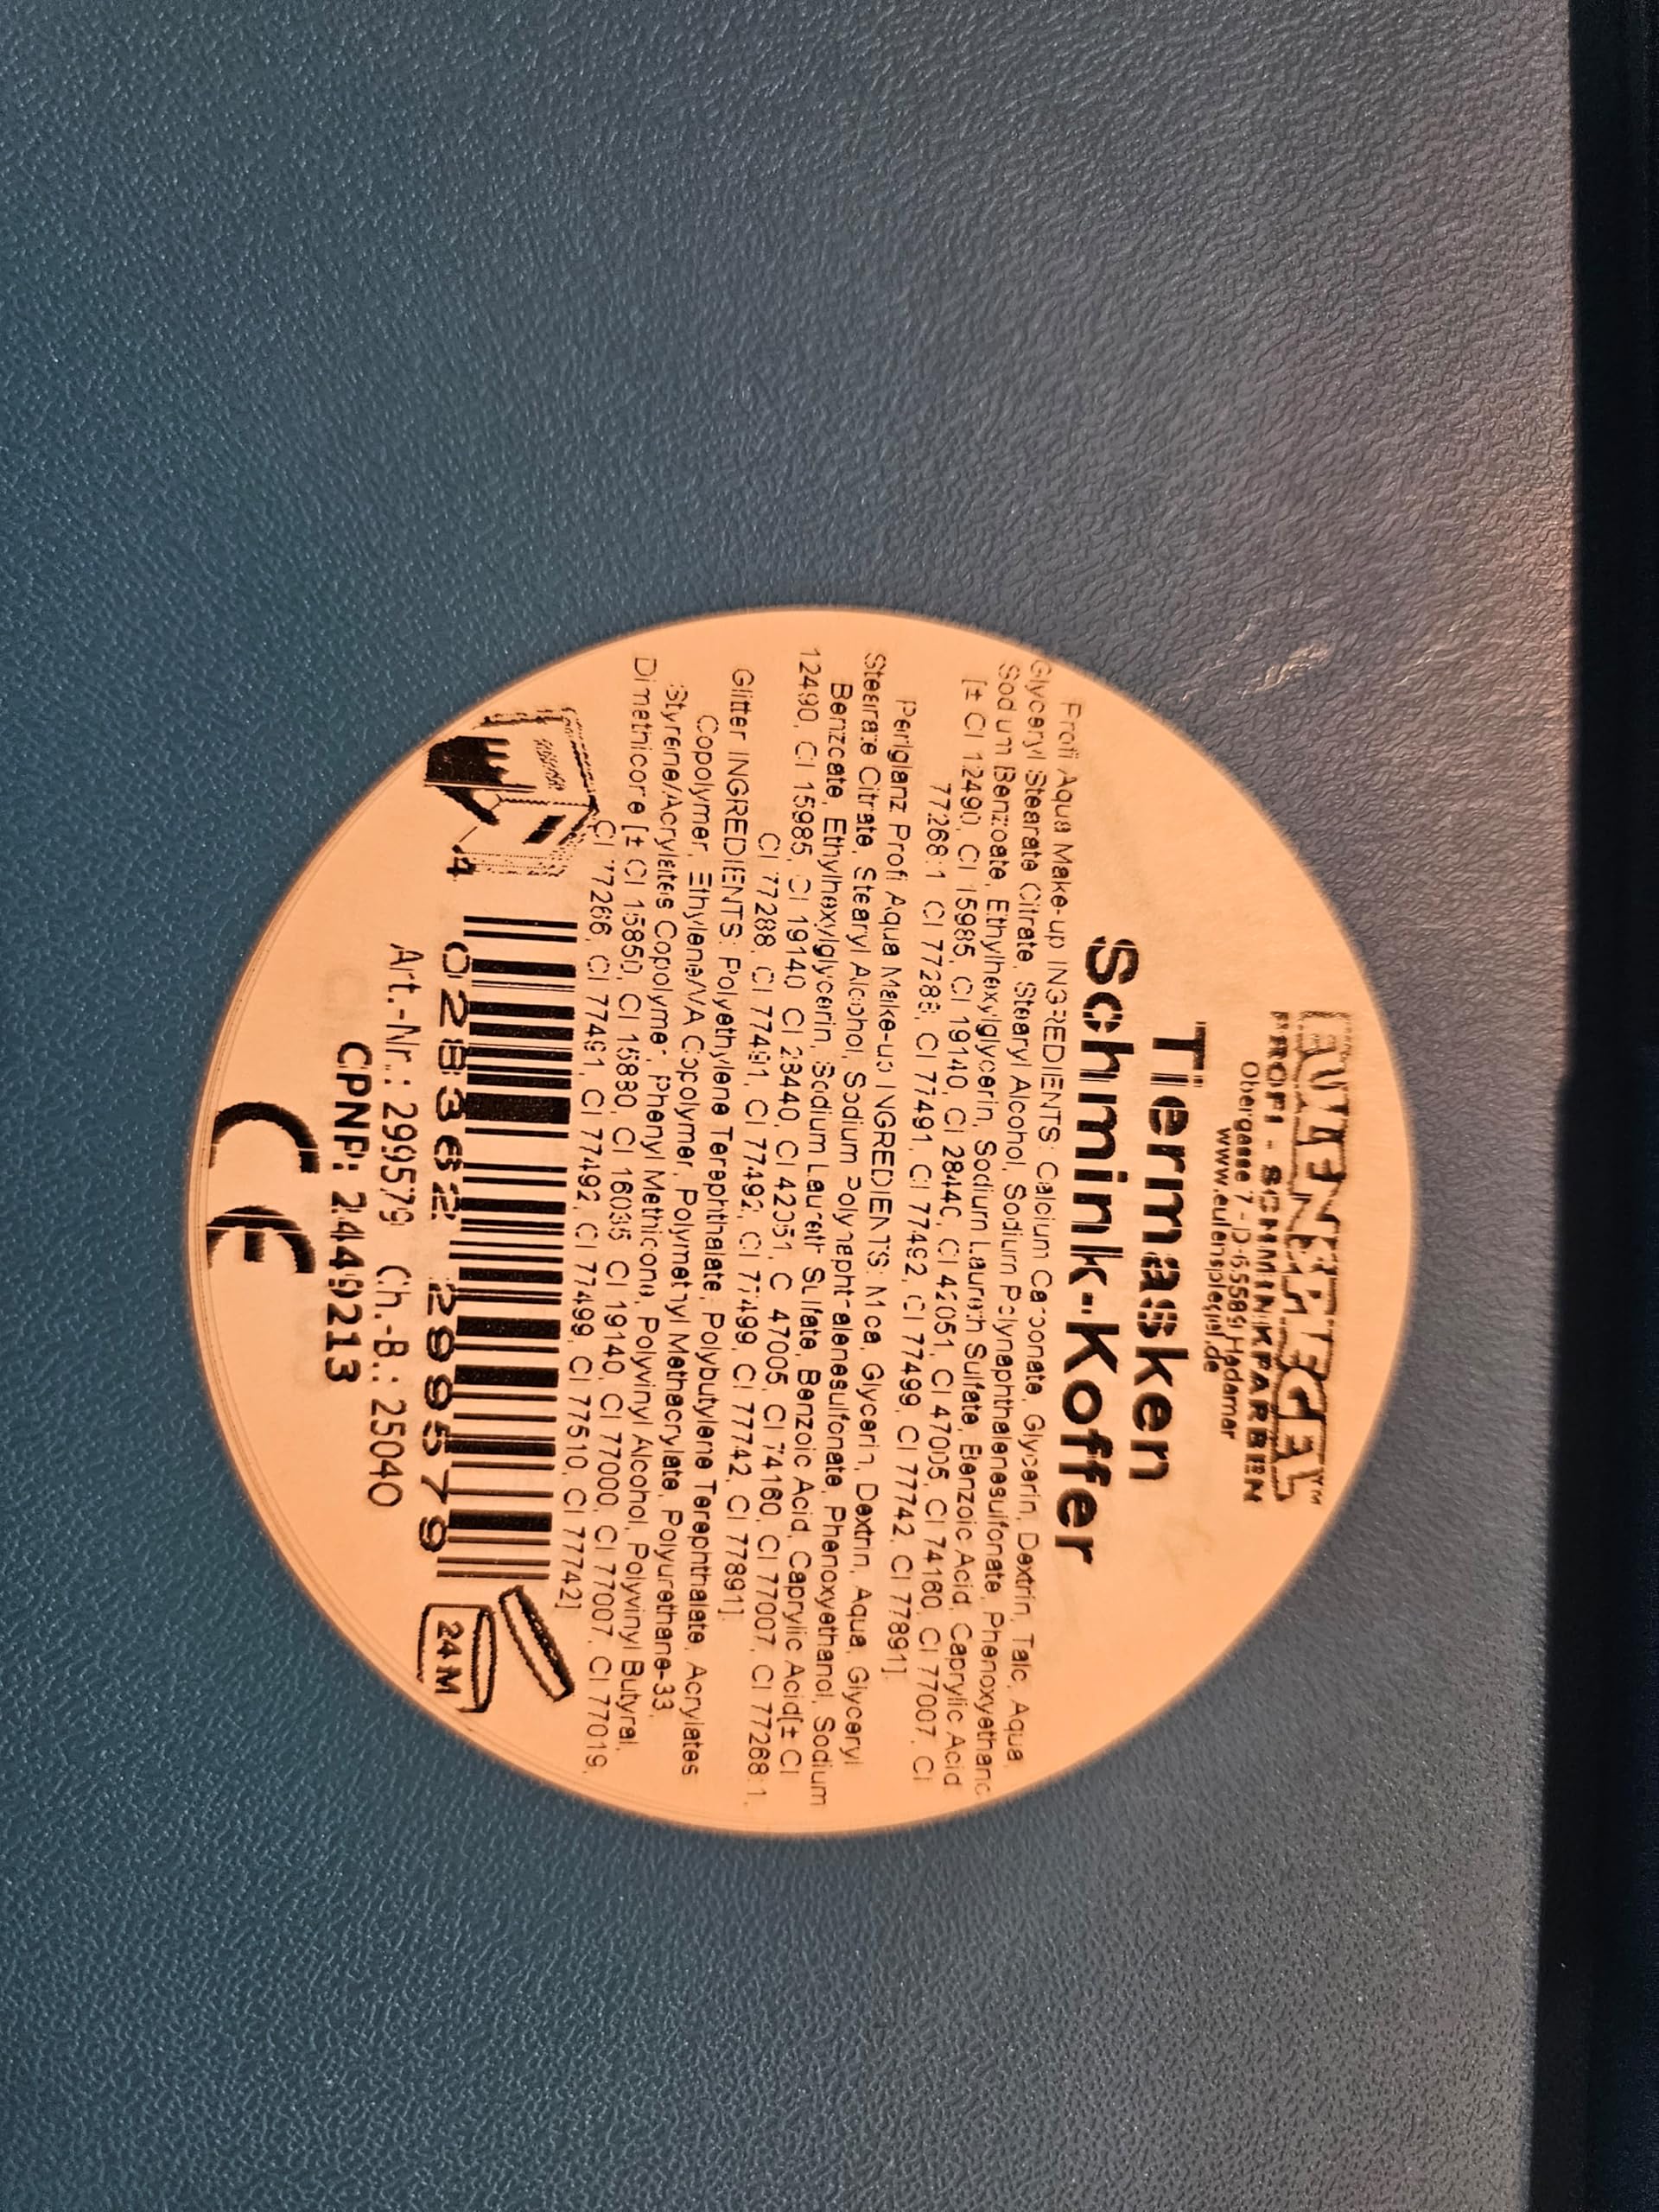 EULENSPIEGEL™
PROFI - SCHMINKFARBEN
Obergasse 7 - D-65589 Hadamar
www.eulenspiegel.de
Tiermasken
Schmink-Koffer
Profi Aqua Make-up INGREDIENTS: Calcium Carbonate, Glycerin, Dextrin, Talc, Aqua,
Glyceryl Stearate Citrate, Stearyl Alcohol, Sodium Polynaphthalenesulfonate, Phenoxyethanol,
Sodium Benzoate, Ethylhexylglycerin, Sodium Laureth Sulfate, Benzoic Acid, Caprylic Acid
[± CI 12490, CI 15985, CI 19140, CI 28440, CI 42051, CI 47005, CI 74160, CI 77007, CI
77268:1, CI 77288, CI 77491, CI 77492, CI 77499, CI 77742, CI 77891].
Perlglanz Profi Aqua Make-up INGREDIENTS: Mica, Glycerin, Dextrin, Aqua, Glyceryl
Stearate Citrate, Stearyl Alcohol, Sodium Polynaphthalenesulfonate, Phenoxyethanol, Sodium
Benzoate, Ethylhexylglycerin, Sodium Laureth Sulfate, Benzoic Acid, Caprylic Acid[± CI
12490, CI 15985, CI 19140, CI 28440, CI 42051, CI 47005, CI 74160, CI 77007, CI 77268:1,
CI 77288, CI 77491, CI 77492, CI 77499, CI 77742, CI 77891].
Glitter INGREDIENTS: Polyethylene Terephthalate, Polybutylene Terephthalate, Acrylates
Copolymer, Ethylene/VA Copolymer, Polymethyl Methacrylate, Polyurethane-33,
Styrene/Acrylates Copolymer, Phenyl Methicone, Polyvinyl Alcohol, Polyvinyl Butyral,
Dimethicone [± CI 15850, CI 15880, CI 16035, CI 19140, CI 77000, CI 77007, CI 77019,
CI 77266, CI 77491, CI 77492, CI 77499, CI 77510, CI 77742]
4
028362 299579
24M
Art.-Nr.: 299579 Ch.-B.: 25040
CPNP: 2449213
CE